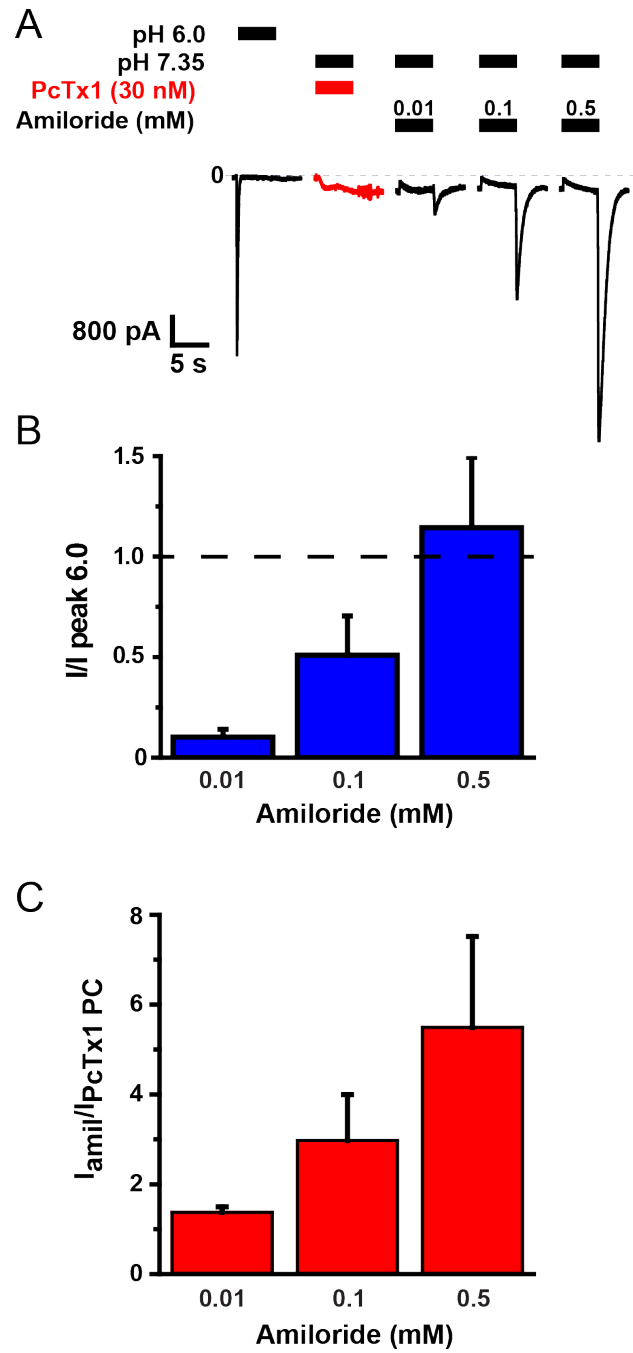 A
pH 6.0
pH 7.35
PcTx1 (30 nM)
Amiloride (mM) 0.01 0.1 0.5
0
800 pA
5 s
B
1.5
1.0
0.5
0
I/I peak 6.0
0.01 0.1 0.5
Amiloride (mM)
C
8
6
4
2
0
Iamil/IPcTx1 PC
0.01 0.1 0.5
Amiloride (mM)